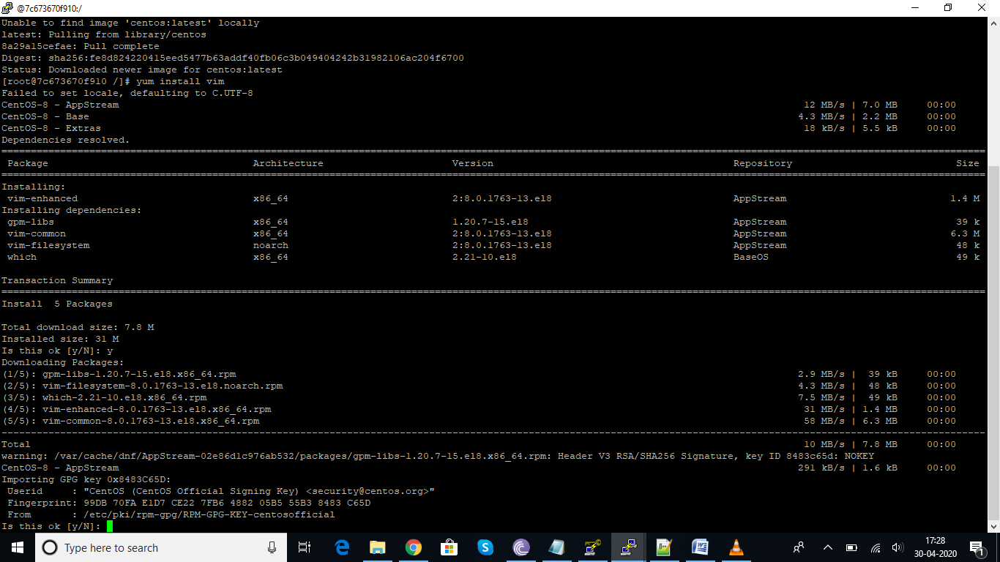 @7c673670f910:/
Unable to find image 'centos:latest' locally
latest: Pulling from library/centos
8a29a15cefae: Pull complete
Digest: sha256:fe8d824220415eed5477b63addf40fb06c3b049404242b31982106ac204f6700
Status: Downloaded newer image for centos:latest
[root@7c673670f910 /]# yum install vim
Failed to set locale, defaulting to C.UTF-8
CentOS-8 - AppStream 12 MB/s | 7.0 MB 00:00
CentOS-8 - Base 4.3 MB/s | 2.2 MB 00:00
CentOS-8 - Extras 18 kB/s | 5.5 kB 00:00
Dependencies resolved.
Package Architecture Version Repository Size
Installing:
vim-enhanced x86_64 2:8.0.1763-13.el8 AppStream 1.4 M
Installing dependencies:
gpm-libs x86_64 1.20.7-15.el8 AppStream 39 k
vim-common x86_64 2:8.0.1763-13.el8 AppStream 6.3 M
vim-filesystem noarch 2:8.0.1763-13.el8 AppStream 48 k
which x86_64 2.21-10.el8 BaseOS 49 k
Transaction Summary
Install 5 Packages
Total download size: 7.8 M
Installed size: 31 M
Is this ok [y/N]: y
Downloading Packages:
(1/5): gpm-libs-1.20.7-15.el8.x86_64.rpm 2.9 MB/s | 39 kB 00:00
(2/5): vim-filesystem-8.0.1763-13.el8.noarch.rpm 4.3 MB/s | 48 kB 00:00
(3/5): which-2.21-10.el8.x86_64.rpm 7.5 MB/s | 49 kB 00:00
(4/5): vim-enhanced-8.0.1763-13.el8.x86_64.rpm 31 MB/s | 1.4 MB 00:00
(5/5): vim-common-8.0.1763-13.el8.x86_64.rpm 58 MB/s | 6.3 MB 00:00
Total 10 MB/s | 7.8 MB 00:00
warning: /var/cache/dnf/AppStream-02e86d1c976ab532/packages/gpm-libs-1.20.7-15.el8.x86_64.rpm: Header V3 RSA/SHA256 Signature, key ID 8483c65d: NOKEY
CentOS-8 - AppStream 291 kB/s | 1.6 kB 00:00
Importing GPG key 0x8483C65D:
Userid : "CentOS (CentOS Official Signing Key) <security@centos.org>"
Fingerprint: 99DB 70FA E1D7 CE22 7FB6 4882 05B5 55B3 8483 C65D
From : /etc/pki/rpm-gpg/RPM-GPG-KEY-centosofficial
Is this ok [y/N]:
Type here to search
17:28
30-04-2020
1